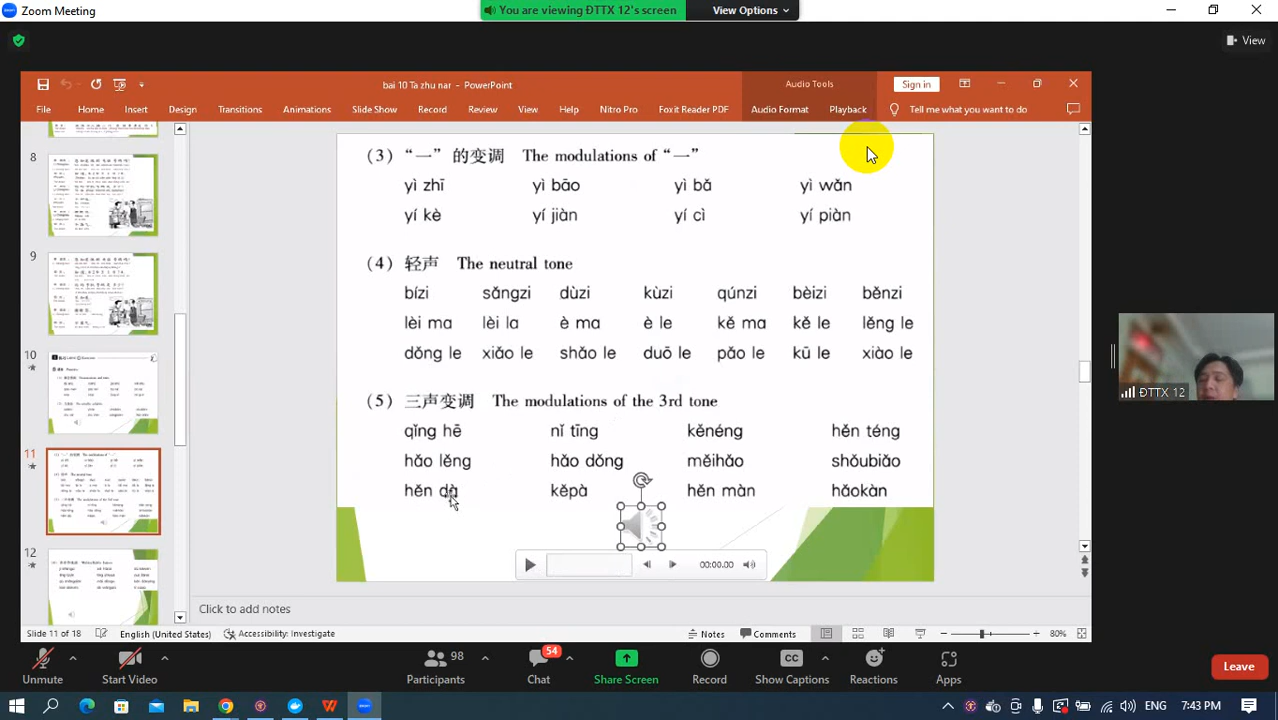 Zoom Meeting
You are viewing ĐTTX 12's screen
View Options
View
bai 10 Ta zhu nar - PowerPoint
Audio Tools
Sign in
File Home Insert Design Transitions Animations Slide Show Record Review View Help Nitro Pro Foxit Reader PDF Audio Format Playback Tell me what you want to do
8
9
10
11
12
（3）“一”的变调 The modulations of “一”
yì zhī yì bāo yì bǎ yì wǎn
yí kè yí jiàn yí cì yí piàn
（4）轻声 The neutral tone
bízi sǎngzi dùzi kùzi qúnzi bèizi běnzi
lèi ma lèi la è ma è le kě ma kě le lěng le
dǒng le xiǎo le shǎo le duō le pǎo le kū le xiào le
（5）三声变调 The modulations of the 3rd tone
qǐng hē nǐ tīng kěnéng hěn téng
hǎo lěng hǎo dǒng měihǎo shǒubiǎo
hěn dà kěpà hěn màn hǎokàn
00:00.00
Click to add notes
Slide 11 of 18 English (United States) Accessibility: Investigate Notes Comments 80%
ĐTTX 12
98
54
CC
Unmute Start Video Participants Chat Share Screen Record Show Captions Reactions Apps Leave
ENG 7:43 PM